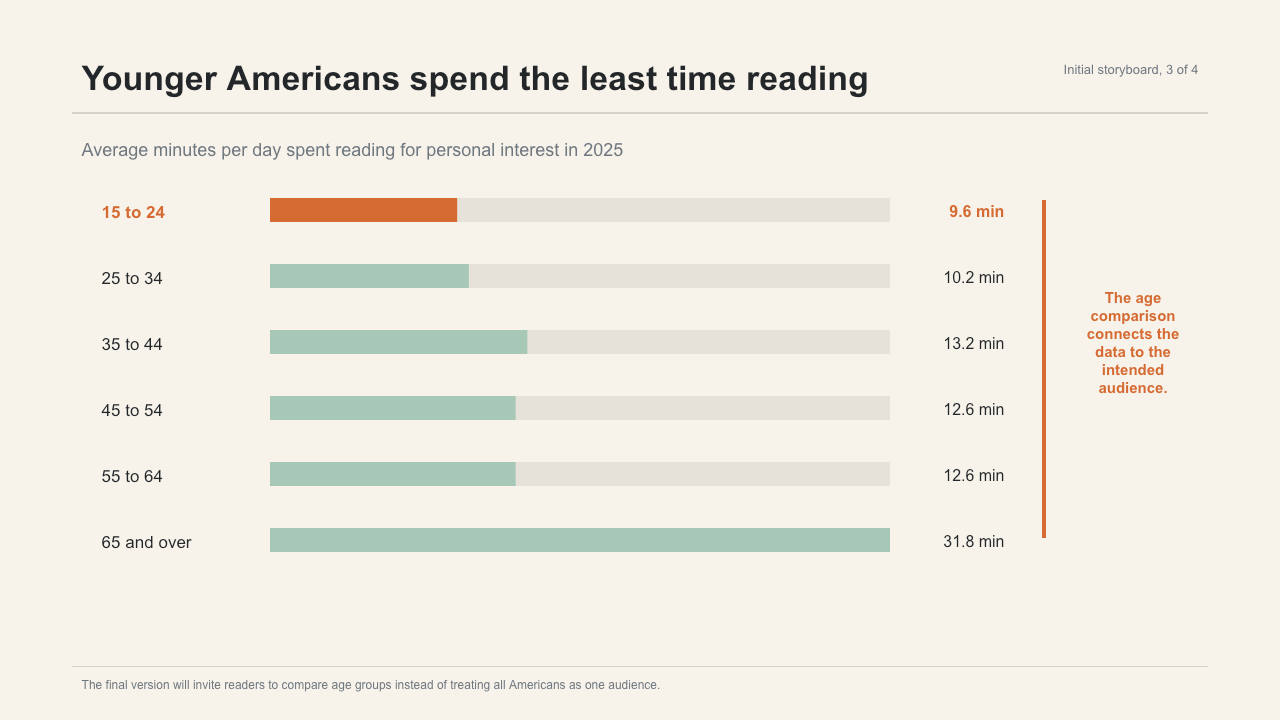 Younger Americans spend the least time reading
Initial storyboard, 3 of 4
Average minutes per day spent reading for personal interest in 2025
15 to 24 9.6 min
25 to 34 10.2 min
35 to 44 13.2 min
45 to 54 12.6 min
55 to 64 12.6 min
65 and over 31.8 min
The age
comparison
connects the
data to the
intended
audience.
The final version will invite readers to compare age groups instead of treating all Americans as one audience.